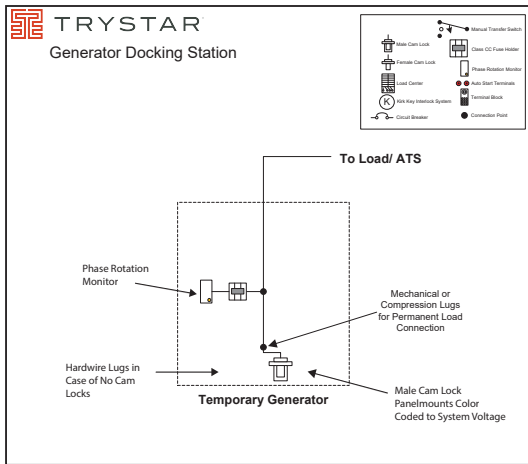 TRYSTAR
Generator Docking Station
Male Cam Lock
Female Cam Lock
Load Center
K
Kirk Key Interlock System
Circuit Breaker
Manual Transfer Switch
Class CC Fuse Holder
Phase Rotation Monitor
Auto Start Terminals
Terminal Block
Connection Point
To Load/ ATS
Phase Rotation
Monitor
Mechanical or
Compression Lugs
for Permanent Load
Connection
Hardwire Lugs in
Case of No Cam
Locks
Temporary Generator
Male Cam Lock
Panelmounts Color
Coded to System Voltage